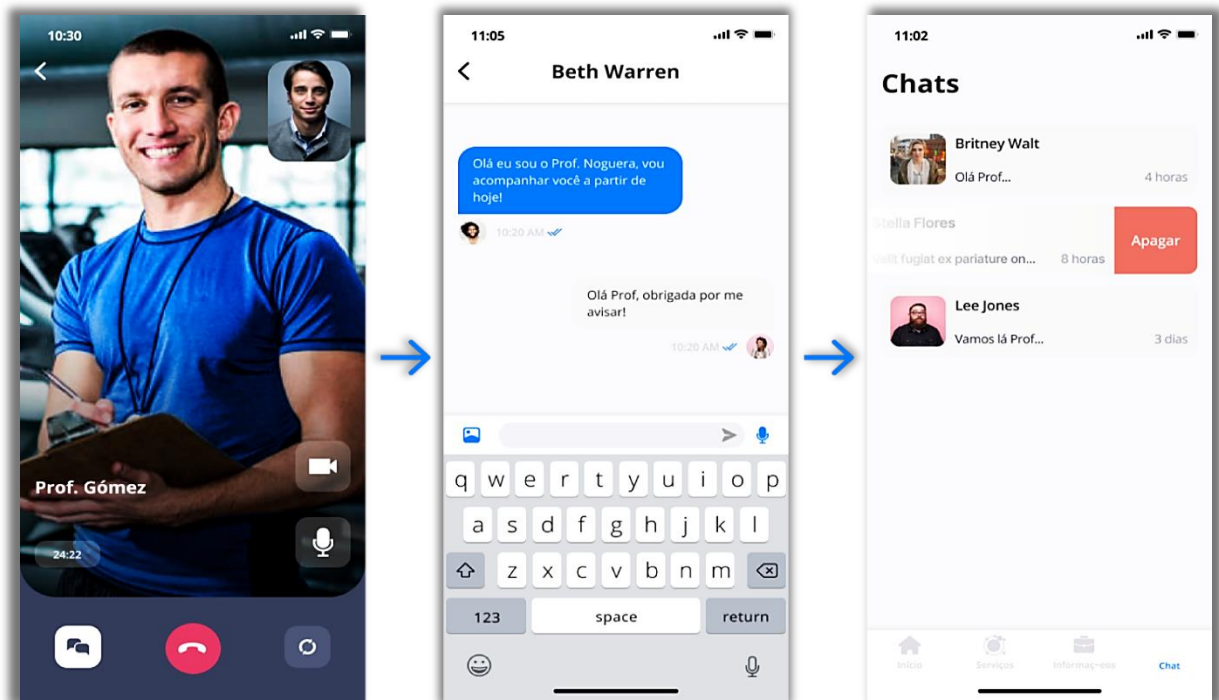 10:30
Prof. Gómez
24:22
11:05
Beth Warren
Olá eu sou o Prof. Noguera, vou
acompanhar você a partir de
hoje!
10:20 AM
Olá Prof, obrigada por me
avisar!
10:20 AM
q w e r t y u i o p
a s d f g h j k l
z x c v b n m
123 space return
11:02
Chats
Britney Walt
Olá Prof... 4 horas
Stella Flores
Apagar
velit fugiat ex pariature on... 8 horas
Lee Jones
Vamos lá Prof... 3 dias
Início Serviços Informaç~oes Chat